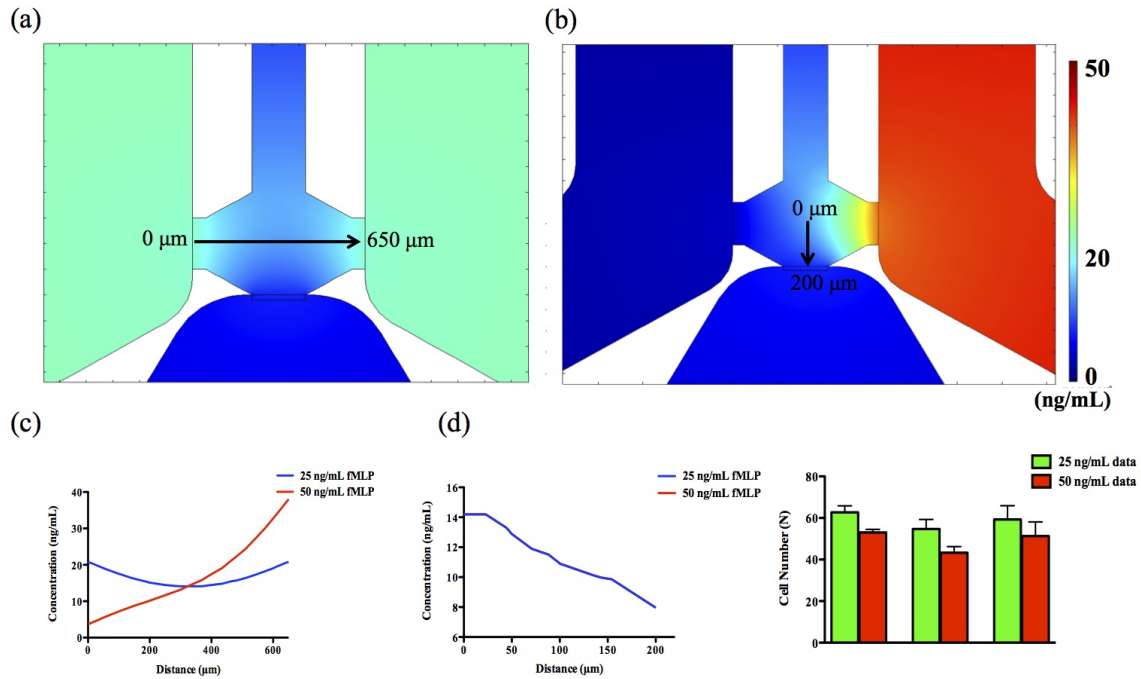 (a)
(b)
0 μm
650 μm
0 μm
200 μm
50
20
0
(ng/mL)
(c)
25 ng/mL fMLP
50 ng/mL fMLP
Concentration (ng/mL)
40
30
20
10
0
0 200 400 600
Distance (μm)
(d)
25 ng/mL fMLP
50 ng/mL fMLP
Concentration (ng/mL)
16
14
12
10
8
6
0 50 100 150 200
Distance (μm)
25 ng/mL data
50 ng/mL data
Cell Number (N)
80
60
40
20
0